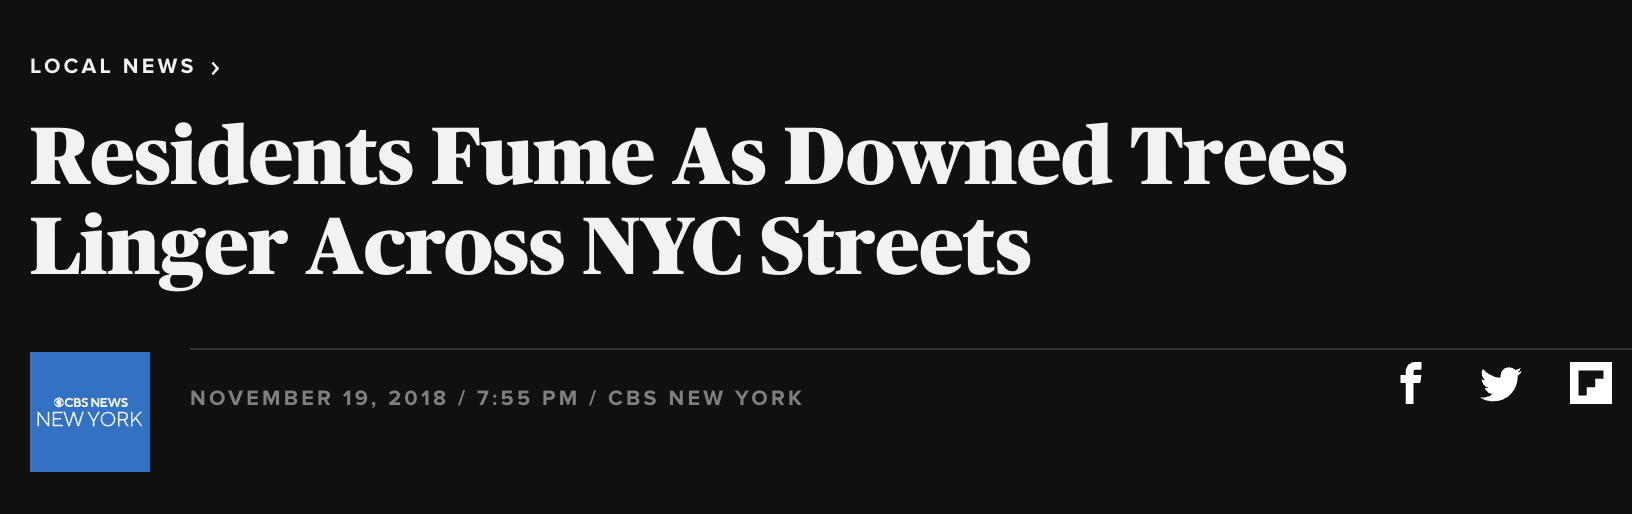 LOCAL NEWS
Residents Fume As Downed Trees
Linger Across NYC Streets
CBS NEWS
NEW YORK
NOVEMBER 19, 2018 / 7:55 PM / CBS NEW YORK